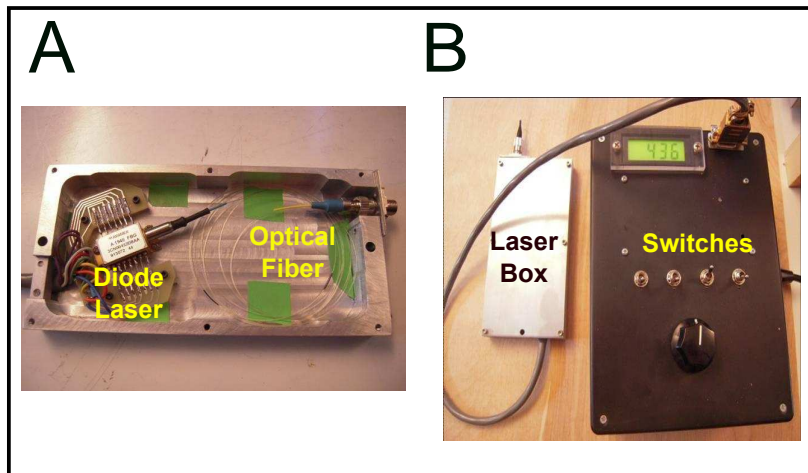 A
B
Diode
Laser
Optical
Fiber
436
Laser
Box
Switches